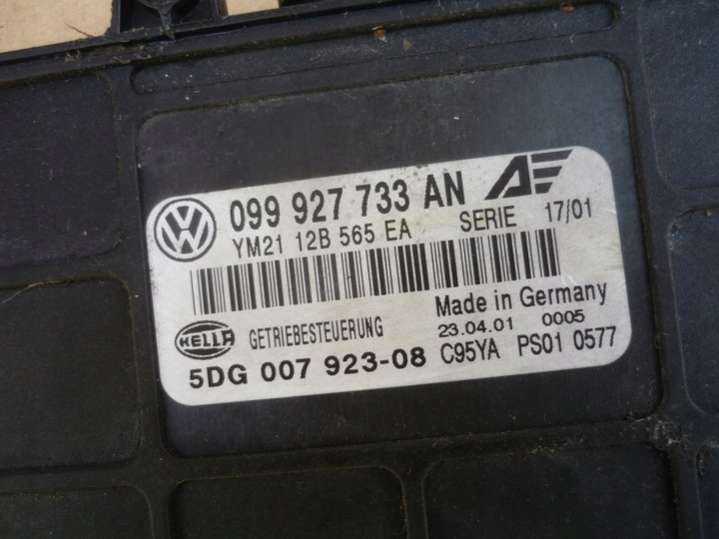 099 927 733 AN
YM21 12B 565 EA SERIE 17/01
Made in Germany
HELLA GETRIEBESTEUERUNG 23.04.01 0005
5DG 007 923-08 C95YA PS01 0577